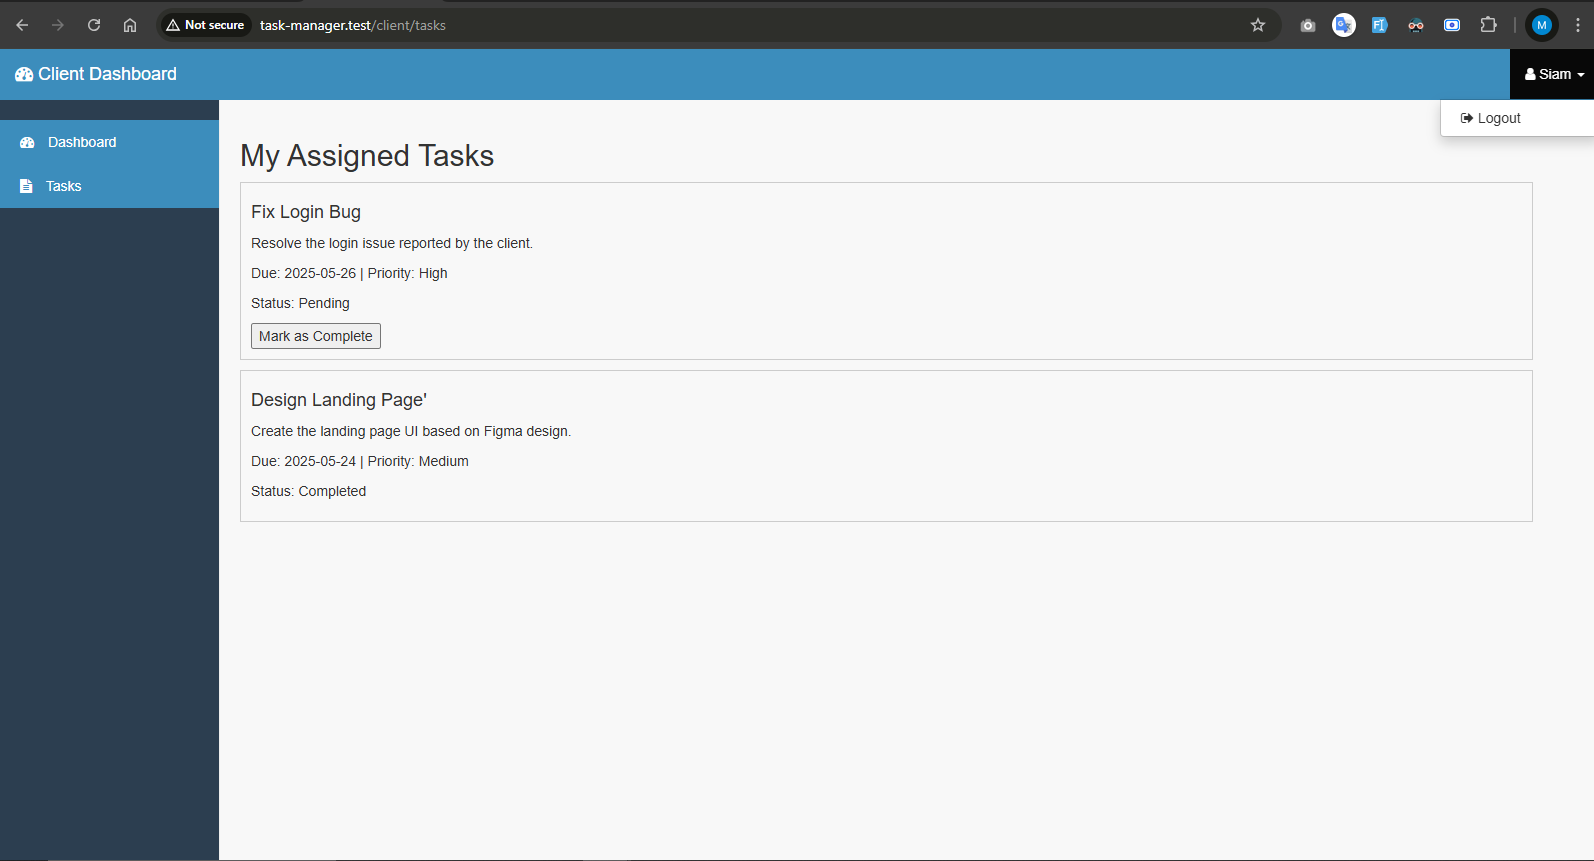 Not secure task-manager.test/client/tasks
M
Client Dashboard
Siam
Logout
Dashboard
Tasks
My Assigned Tasks
Fix Login Bug
Resolve the login issue reported by the client.
Due: 2025-05-26 | Priority: High
Status: Pending
Mark as Complete
Design Landing Page'
Create the landing page UI based on Figma design.
Due: 2025-05-24 | Priority: Medium
Status: Completed